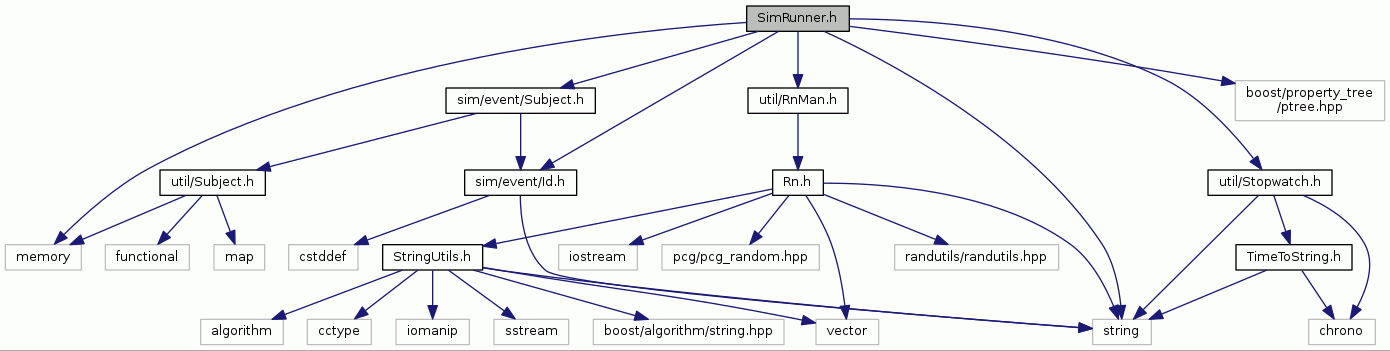 SimRunner.h
sim/event/Subject.h
util/RnMan.h
boost/property_tree
/ptree.hpp
util/Subject.h
sim/event/Id.h
Rn.h
util/Stopwatch.h
memory
functional
map
cstddef
StringUtils.h
iostream
pcg/pcg_random.hpp
randutils/randutils.hpp
TimeToString.h
algorithm
cctype
iomanip
sstream
boost/algorithm/string.hpp
vector
string
chrono